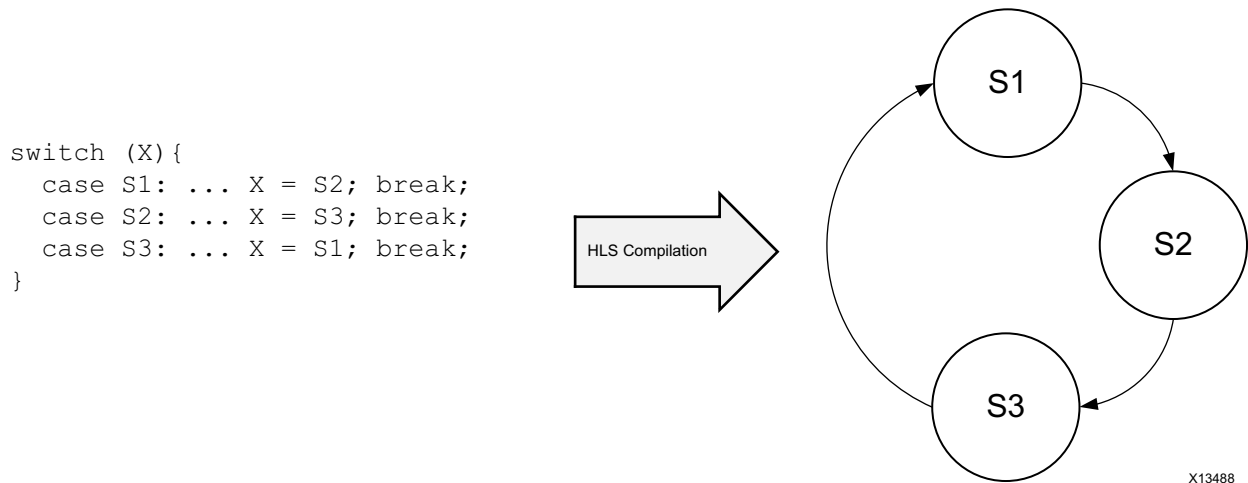 switch (X){
  case S1: ... X = S2; break;
  case S2: ... X = S3; break;
  case S3: ... X = S1; break;
}
HLS Compilation
S1
S2
S3
X13488